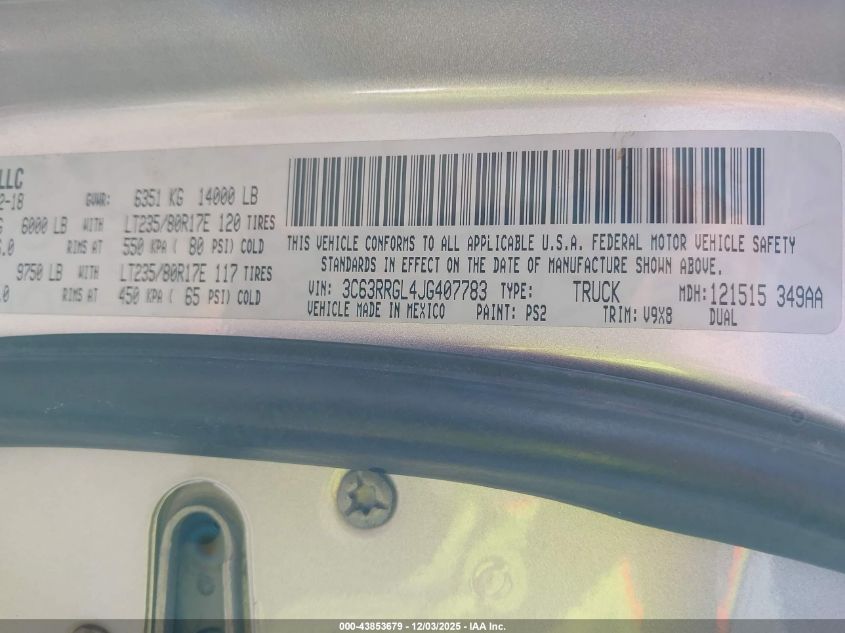 LLC
2-18 GVWR: 6351 KG 14000 LB
G 6000 LB WITH LT235/80R17E 120 TIRES
.0 RIMS AT 550 KPA ( 80 PSI) COLD
9750 LB WITH LT235/80R17E 117 TIRES
.0 RIMS AT 450 KPA ( 65 PSI) COLD
THIS VEHICLE CONFORMS TO ALL APPLICABLE U.S.A. FEDERAL MOTOR VEHICLE SAFETY
STANDARDS IN EFFECT ON THE DATE OF MANUFACTURE SHOWN ABOVE.
VIN: 3C63RRGL4JG407783 TYPE: TRUCK MDH: 121515 349AA
VEHICLE MADE IN MEXICO PAINT: PS2 TRIM: V9X8 DUAL
000-43853679 - 12/03/2025 - IAA Inc.